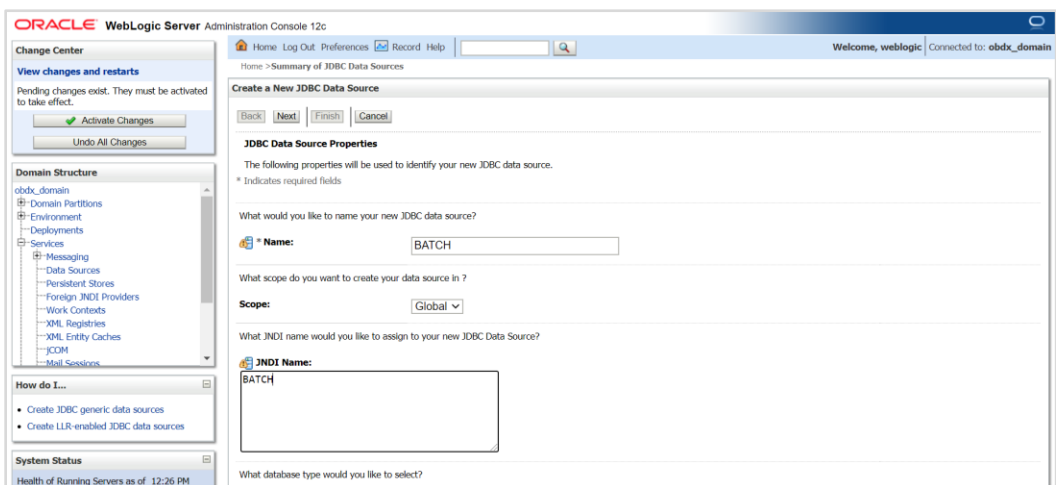 ORACLE WebLogic Server Administration Console 12c
Change Center
View changes and restarts
Pending changes exist. They must be activated
to take effect.
Activate Changes
Undo All Changes
Domain Structure
obdx_domain
Domain Partitions
Environment
Deployments
Services
Messaging
Data Sources
Persistent Stores
Foreign JNDI Providers
Work Contexts
XML Registries
XML Entity Caches
jCOM
Mail Sessions
How do I...
Create JDBC generic data sources
Create LLR-enabled JDBC data sources
System Status
Health of Running Servers as of 12:26 PM
Home Log Out Preferences Record Help
Welcome, weblogic Connected to: obdx_domain
Home >Summary of JDBC Data Sources
Create a New JDBC Data Source
Back Next Finish Cancel
JDBC Data Source Properties
The following properties will be used to identify your new JDBC data source.
* Indicates required fields
What would you like to name your new JDBC data source?
* Name: BATCH
What scope do you want to create your data source in ?
Scope: Global
What JNDI name would you like to assign to your new JDBC Data Source?
JNDI Name:
BATCH
What database type would you like to select?